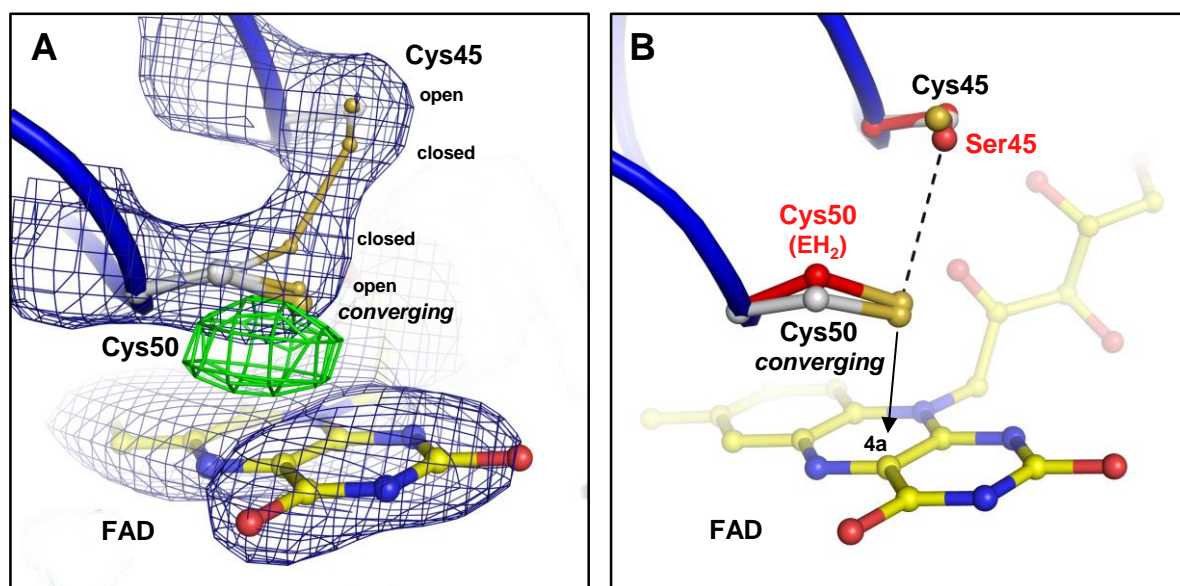 A
Cys45
open
closed
closed
open
converging
Cys50
FAD
B
Cys45
Ser45
Cys50
(EH₂)
Cys50
converging
4a
FAD